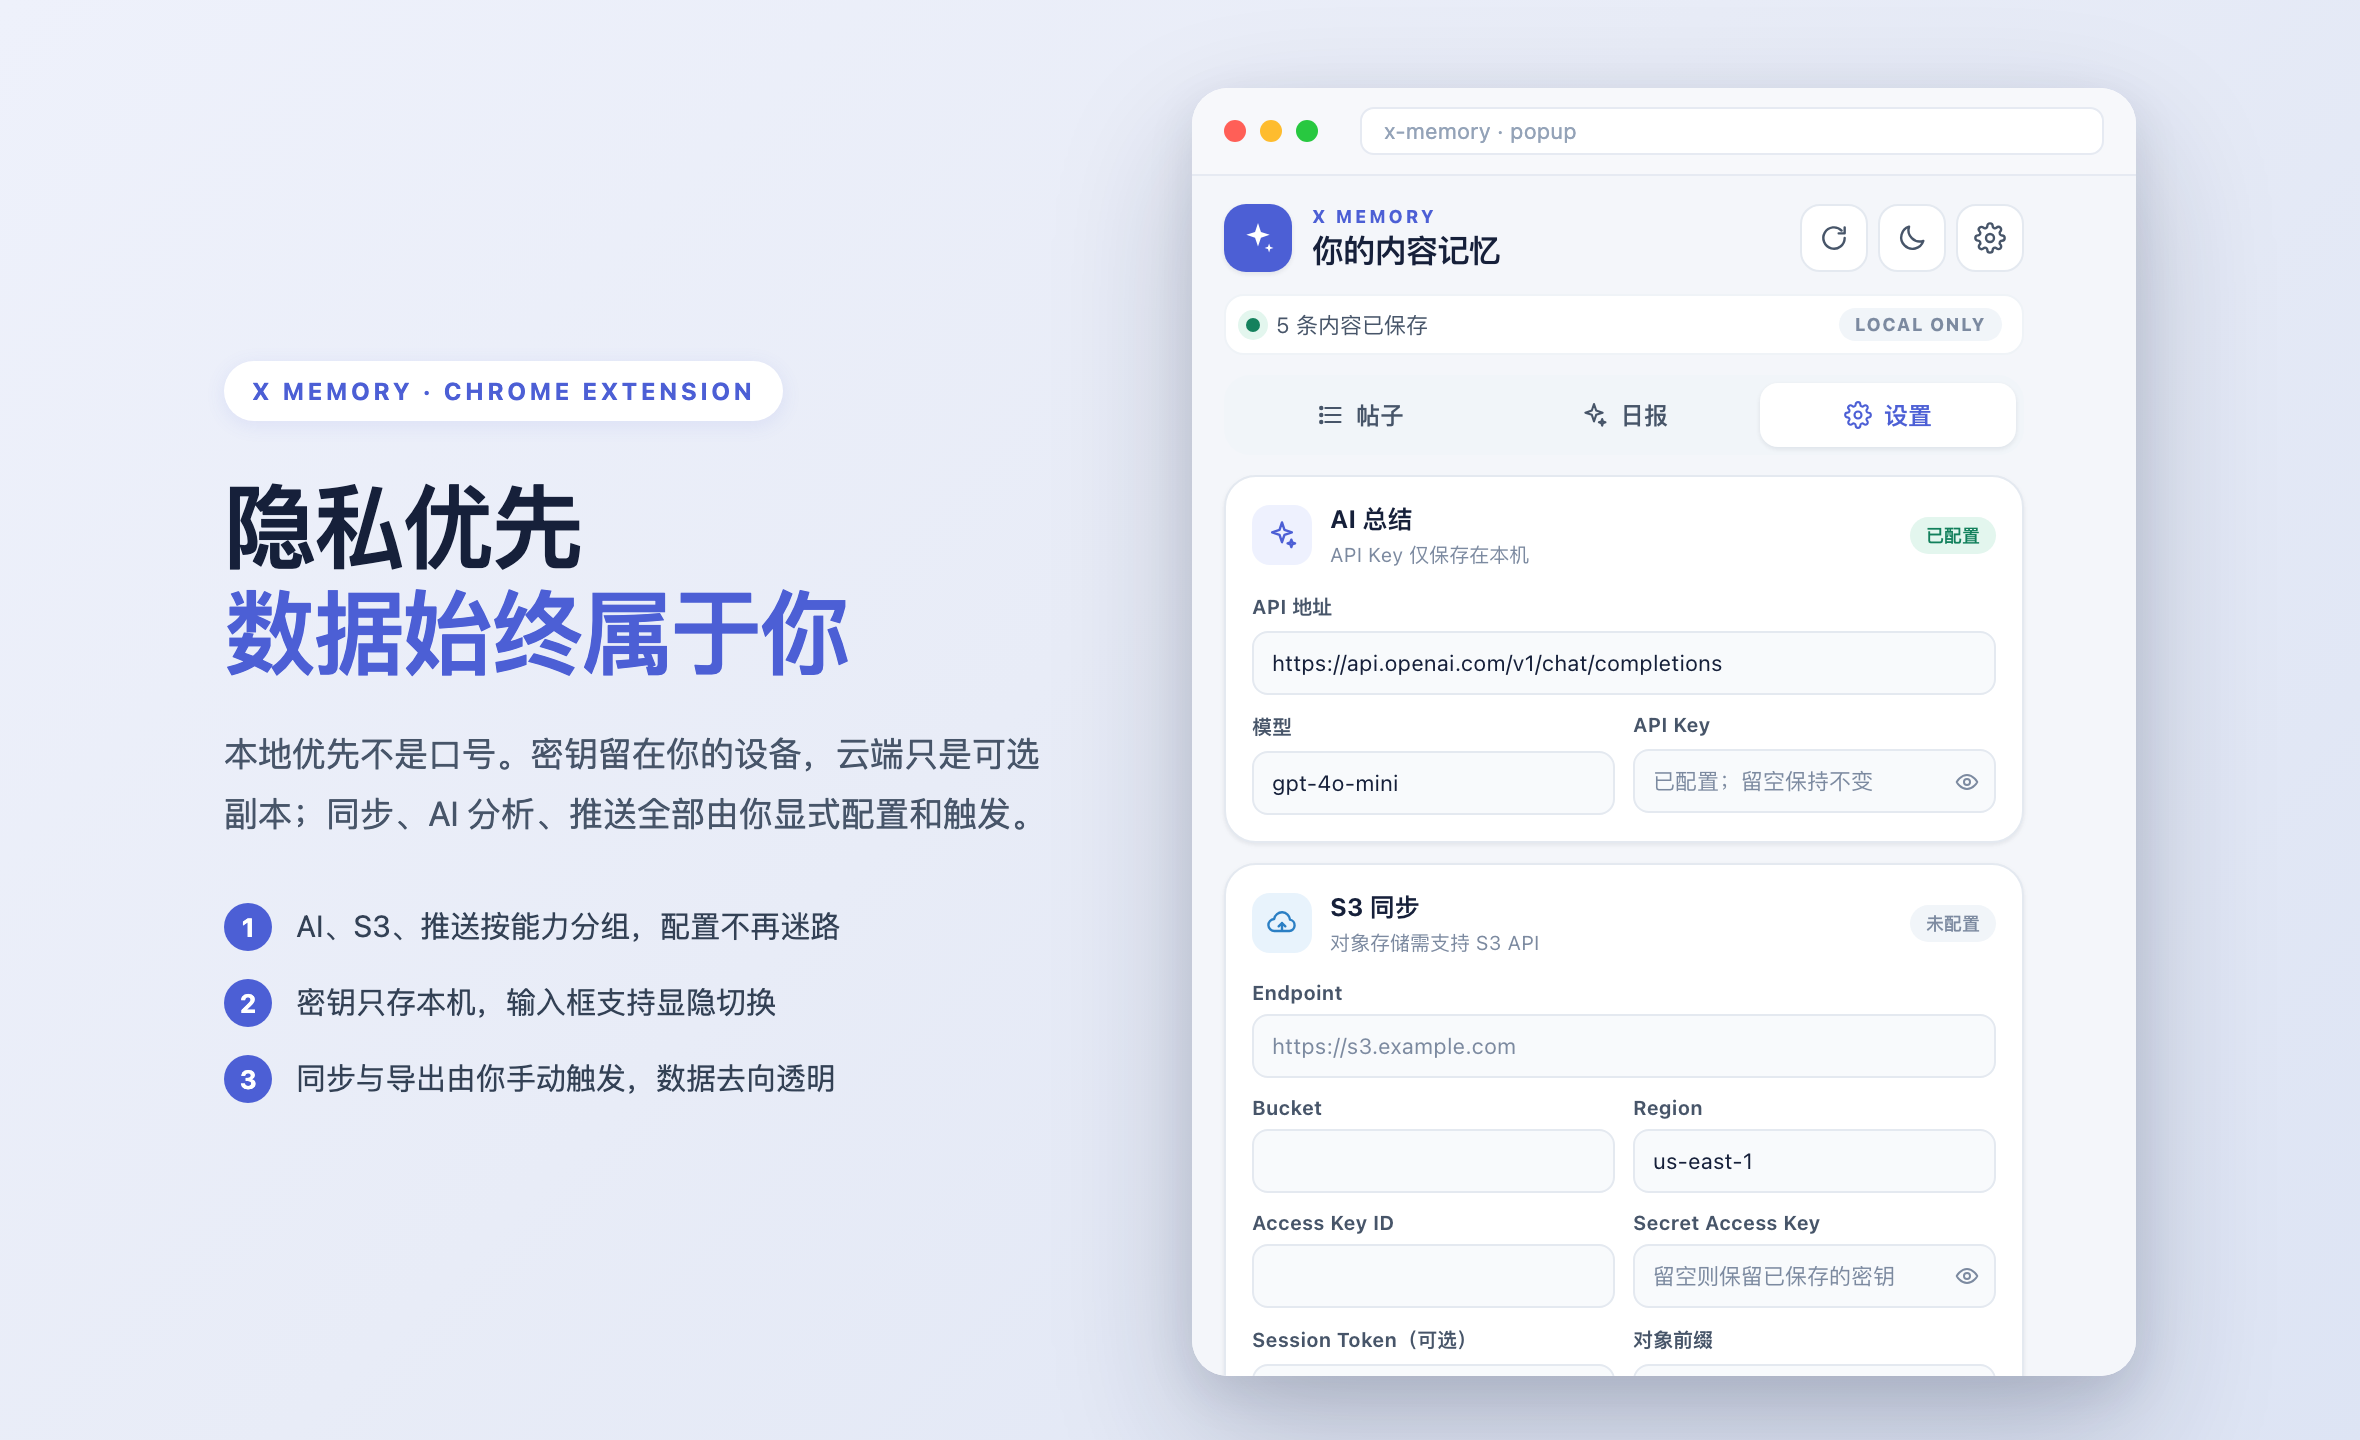 X MEMORY · CHROME EXTENSION
隐私优先
数据始终属于你
本地优先不是口号。密钥留在你的设备，云端只是可选
副本；同步、AI 分析、推送全部由你显式配置和触发。
1 AI、S3、推送按能力分组，配置不再迷路
2 密钥只存本机，输入框支持显隐切换
3 同步与导出由你手动触发，数据去向透明
x-memory · popup
X MEMORY
你的内容记忆
5 条内容已保存
LOCAL ONLY
帖子
日报
设置
AI 总结
API Key 仅保存在本机
已配置
API 地址
https://api.openai.com/v1/chat/completions
模型
API Key
gpt-4o-mini
已配置；留空保持不变
S3 同步
对象存储需支持 S3 API
未配置
Endpoint
https://s3.example.com
Bucket
Region
us-east-1
Access Key ID
Secret Access Key
留空则保留已保存的密钥
Session Token（可选）
对象前缀